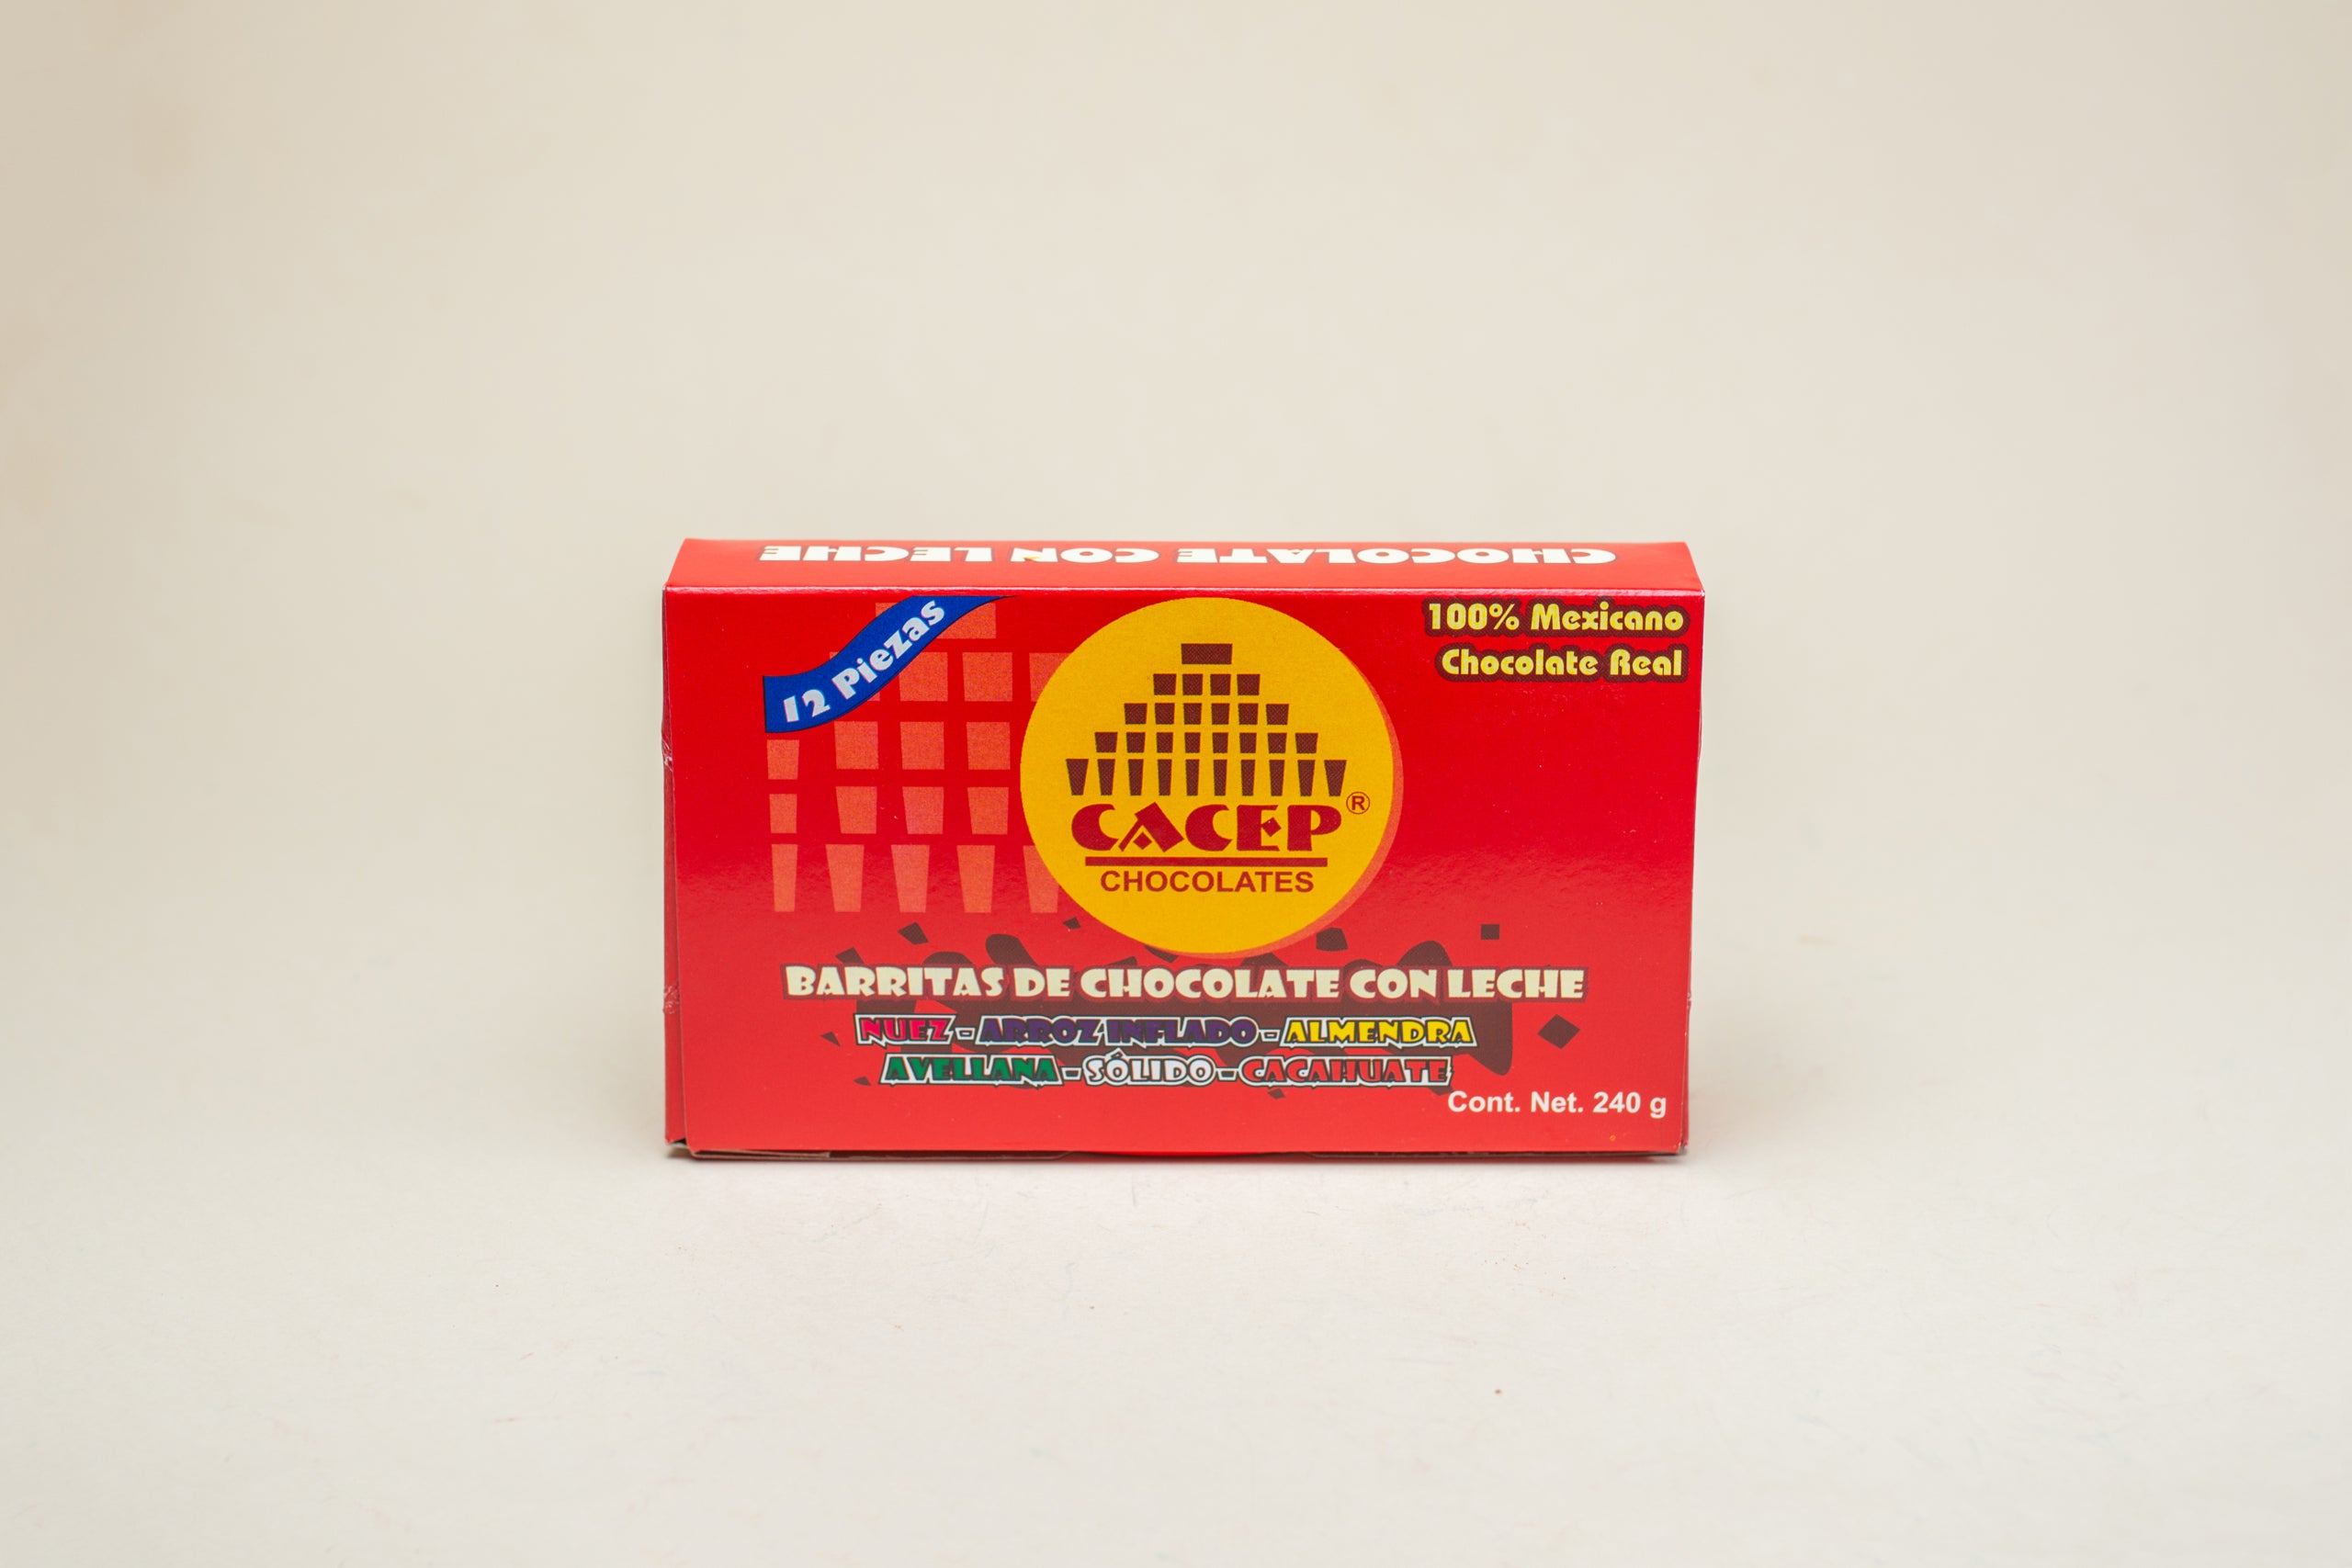 CHOCOLATE CON LECHE
12 Piezas
100% Mexicano
Chocolate Real
CACEP®
CHOCOLATES
BARRITAS DE CHOCOLATE CON LECHE
NUEZ - ARROZ INFLADO - ALMENDRA
AVELLANA - SÓLIDO - CACAHUATE
Cont. Net. 240 g